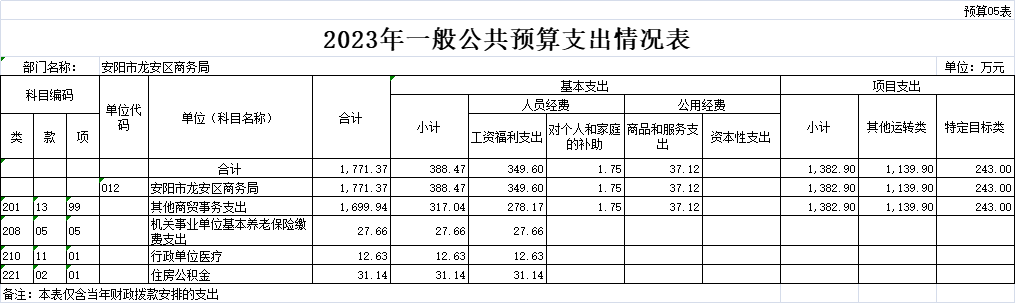 预算05表
2023年一般公共预算支出情况表
部门名称： 安阳市龙安区商务局 单位：万元
科目编码 单位代码 单位（科目名称） 合计 基本支出 项目支出
小计 人员经费 公用经费 小计 其他运转类 特定目标类
类 款 项 工资福利支出 对个人和家庭的补助 商品和服务支出 资本性支出
合计 1,771.37 388.47 349.60 1.75 37.12 1,382.90 1,139.90 243.00
012 安阳市龙安区商务局 1,771.37 388.47 349.60 1.75 37.12 1,382.90 1,139.90 243.00
201 13 99 其他商贸事务支出 1,699.94 317.04 278.17 1.75 37.12 1,382.90 1,139.90 243.00
208 05 05 机关事业单位基本养老保险缴费支出 27.66 27.66 27.66
210 11 01 行政单位医疗 12.63 12.63 12.63
221 02 01 住房公积金 31.14 31.14 31.14
备注：本表仅含当年财政拨款安排的支出